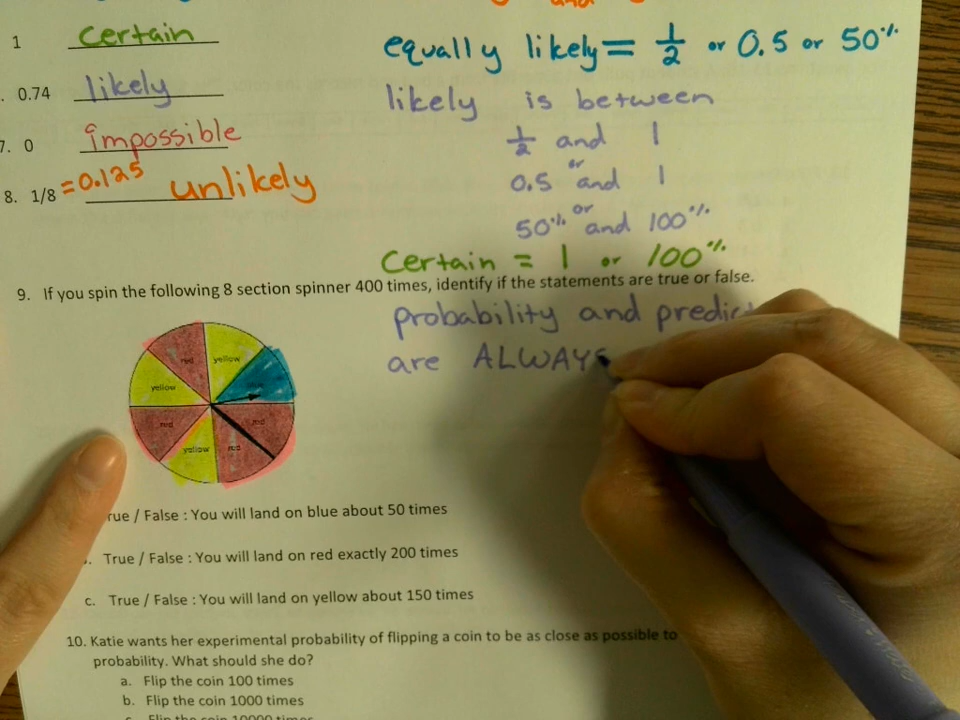 1 certain
equally likely = 1/2 or 0.5 or 50%
. 0.74 likely
likely is between
1/2 and 1
7. 0 impossible
or
0.5 and 1
8. 1/8 = 0.125 unlikely
or
50% and 100%
Certain = 1 or 100%
9. If you spin the following 8 section spinner 400 times, identify if the statements are true or false.
probability and predic
are ALWAYS
red yellow
yellow
red red
yellow red
rue / False : You will land on blue about 50 times
. True / False : You will land on red exactly 200 times
c. True / False : You will land on yellow about 150 times
10. Katie wants her experimental probability of flipping a coin to be as close as possible to
probability. What should she do?
a. Flip the coin 100 times
b. Flip the coin 1000 times
c. Flip the coin 10000 times